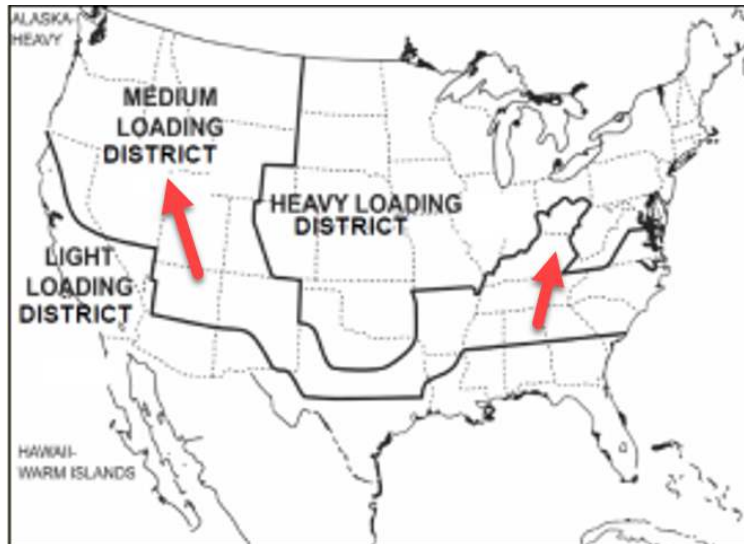 ALASKA-
HEAVY
MEDIUM
LOADING
DISTRICT
HEAVY LOADING
DISTRICT
LIGHT
LOADING
DISTRICT
HAWAII-
WARM ISLANDS